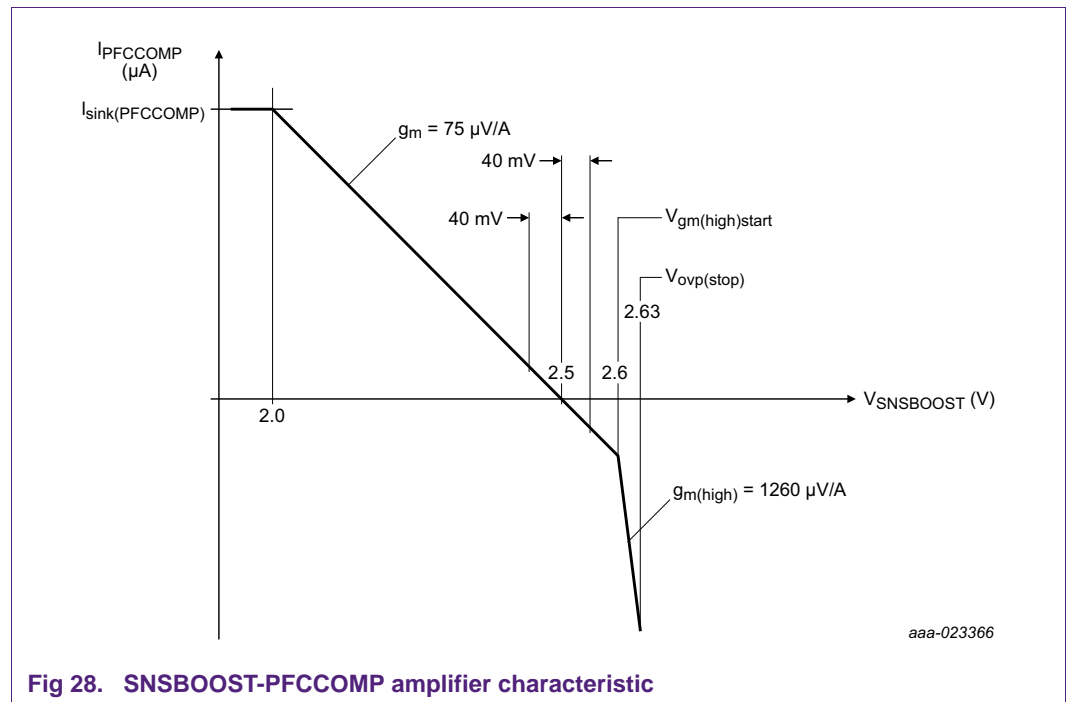 IPFCCOMP
(µA)
Isink(PFCCOMP)
gm = 75 µV/A
40 mV
40 mV
Vgm(high)start
Vovp(stop)
2.63
2.5
2.6
2.0
VSNSBOOST (V)
gm(high) = 1260 µV/A
aaa-023366
Fig 28. SNSBOOST-PFCCOMP amplifier characteristic